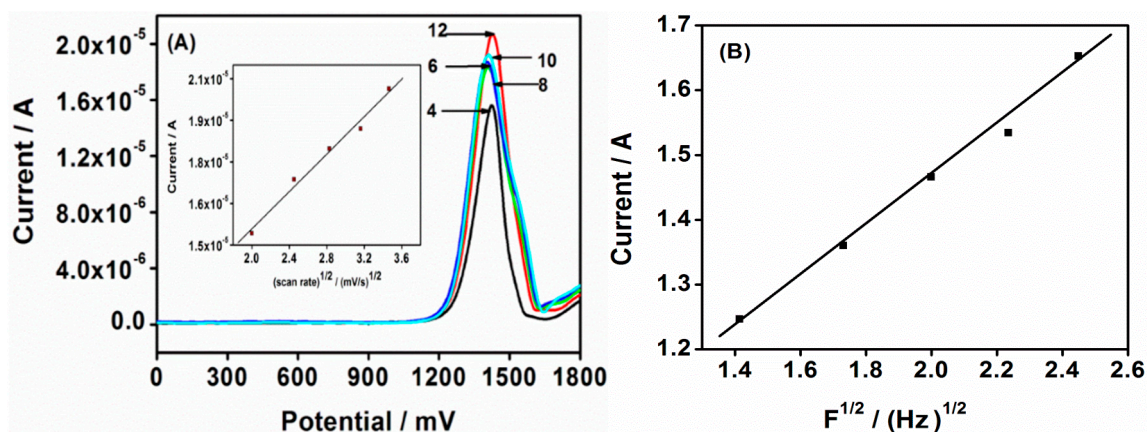 (A)
2.0x10-5
1.6x10-5
1.2x10-5
8.0x10-6
4.0x10-6
0.0
Current / A
0 300 600 900 1200 1500 1800
Potential / mV
12
10
6
8
4
2.1x10-5
1.9x10-5
1.8x10-5
1.6x10-5
1.5x10-5
Current / A
2.0 2.4 2.8 3.2 3.6
(scan rate)1/2 / (mV/s)1/2
(B)
1.7
1.6
1.5
1.4
1.3
1.2
Current / A
1.4 1.6 1.8 2.0 2.2 2.4 2.6
F1/2 / (Hz)1/2